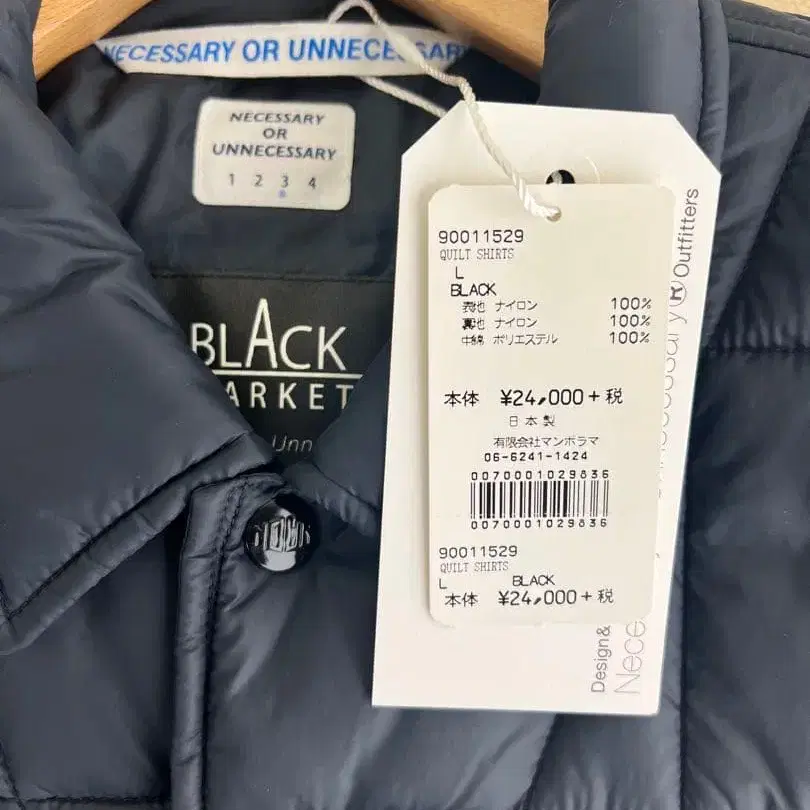 NECESSARY OR UNNECESSARY
NECESSARY
OR
UNNECESSARY
1 2 3 4
BLACK
MARKET
Unn
90011529
QUILT SHIRTS
L
BLACK
表地 ナイロン 100%
裏地 ナイロン 100%
中綿 ポリエステル 100%
本体 ¥24,000+税
日本製
有限会社マンボラマ
06-6241-1424
0070001029836
0070001029836
90011529
QUILT SHIRTS
L BLACK
本体 ¥24,000+税
Design&
Outfitters
Nece